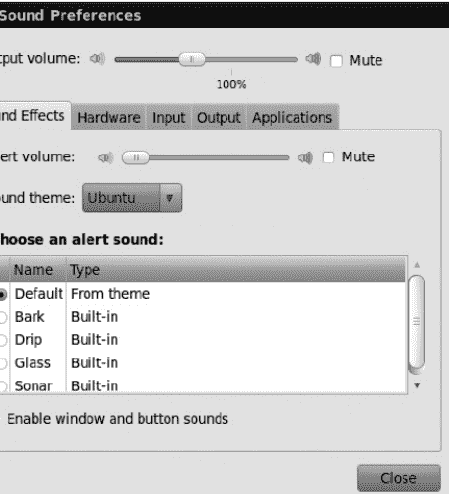 Sound Preferences
tput volume: Mute
100%
nd Effects Hardware Input Output Applications
ert volume: Mute
und theme: Ubuntu
hoose an alert sound:
Name Type
Default From theme
Bark Built-in
Drip Built-in
Glass Built-in
Sonar Built-in
Enable window and button sounds
Close